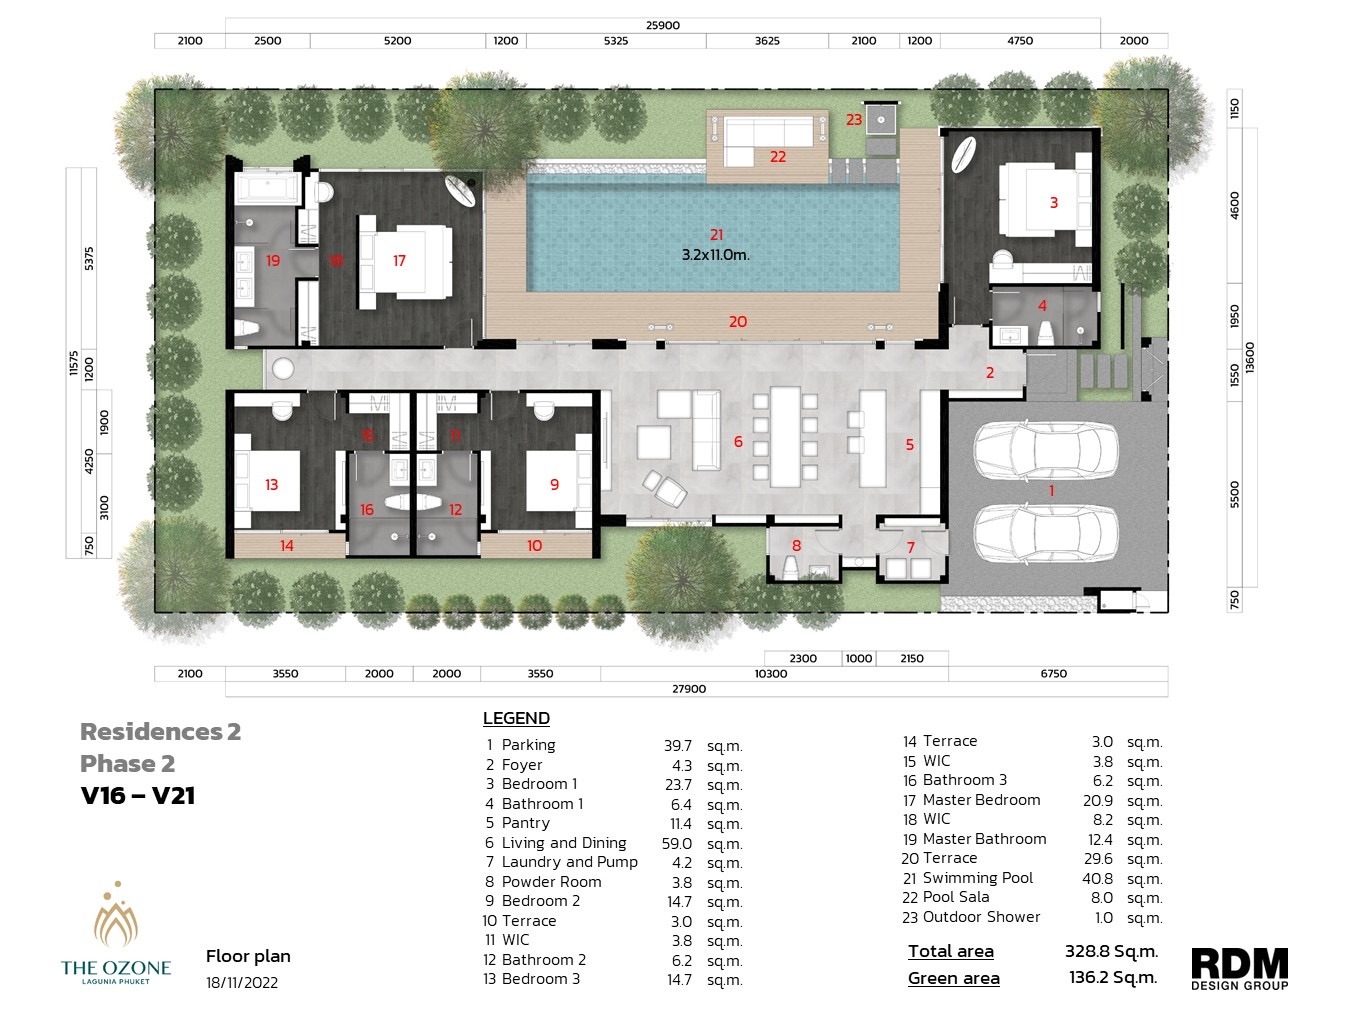 25900
2100 2500 5200 1200 5325 3625 2100 1200 4750 2000
1150
4600
1950
1550
13600
5500
750
11575
5375
1200
1900
4250
3100
750
23
22
3
21
3.2x11.0m.
19
18
17
4
20
2
6
5
15
11
13
16
12
9
1
14
10
8
7
2300 1000 2150
2100 3550 2000 2000 3550 10300 6750
27900
Residences 2
Phase 2
V16 – V21
LEGEND
1 Parking 39.7 sq.m.
2 Foyer 4.3 sq.m.
3 Bedroom 1 23.7 sq.m.
4 Bathroom 1 6.4 sq.m.
5 Pantry 11.4 sq.m.
6 Living and Dining 59.0 sq.m.
7 Laundry and Pump 4.2 sq.m.
8 Powder Room 3.8 sq.m.
9 Bedroom 2 14.7 sq.m.
10 Terrace 3.0 sq.m.
11 WIC 3.8 sq.m.
12 Bathroom 2 6.2 sq.m.
13 Bedroom 3 14.7 sq.m.
14 Terrace 3.0 sq.m.
15 WIC 3.8 sq.m.
16 Bathroom 3 6.2 sq.m.
17 Master Bedroom 20.9 sq.m.
18 WIC 8.2 sq.m.
19 Master Bathroom 12.4 sq.m.
20 Terrace 29.6 sq.m.
21 Swimming Pool 40.8 sq.m.
22 Pool Sala 8.0 sq.m.
23 Outdoor Shower 1.0 sq.m.
Total area 328.8 Sq.m.
Green area 136.2 Sq.m.
THE OZONE
LAGUNIA PHUKET
Floor plan
18/11/2022
RDM
DESIGN GROUP